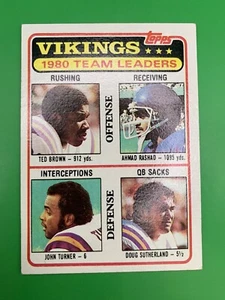 VIKINGS
topps
1980 TEAM LEADERS
RUSHING
RECEIVING
OFFENSE
TED BROWN - 912 yds.
AHMAD RASHAD - 1095 yds.
INTERCEPTIONS
QB SACKS
DEFENSE
JOHN TURNER - 6
DOUG SUTHERLAND - 5½